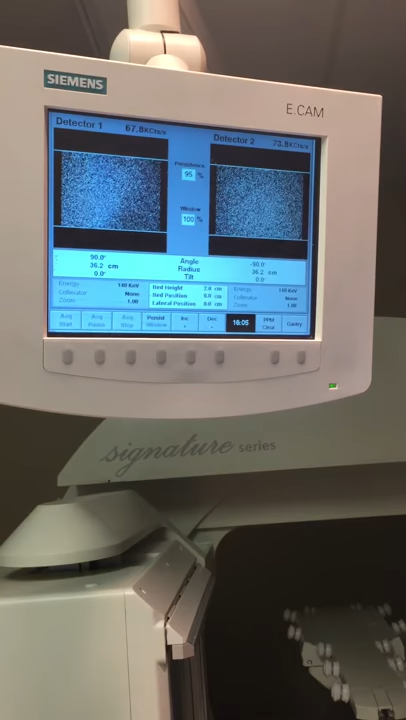 SIEMENS
E.CAM
Detector 1 67.8KCts/s
Detector 2 73.8KCts/s
Persistence
95 %
Window
100 %
90.0° Angle -90.0°
36.2 cm Radius 36.2 cm
0.0° Tilt 0.0°
Energy 140 KeV
Collimator None
Zoom 1.00
Bed Height 2.0 cm
Bed Position 0.0 cm
Lateral Position 0.0 cm
Energy 140 KeV
Collimator None
Zoom 1.00
Acq Start
Acq Pause
Acq Stop
Persist Window
Inc. +
Dec. -
16:05
PPM Clear
Gantry
signature series